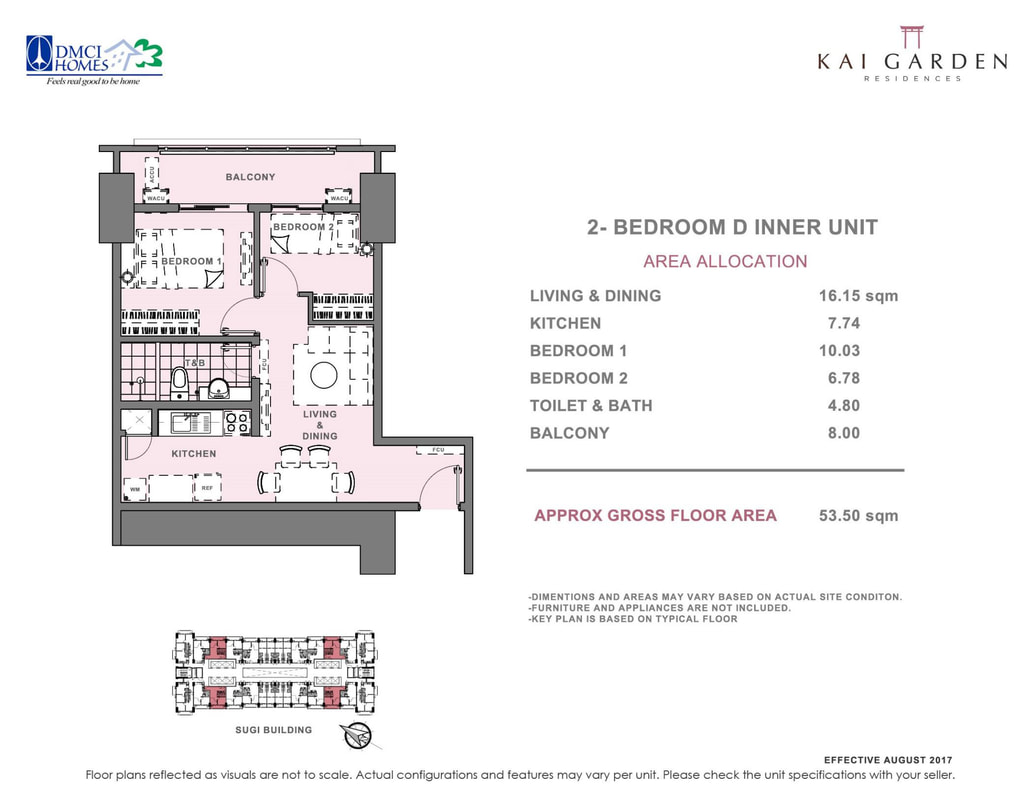 DMCI
HOMES
Feels real good to be home
KAI GARDEN
RESIDENCES
BALCONY
ACCU
WACU
WACU
BEDROOM 2
BEDROOM 1
T&B
FCU
LIVING
&
DINING
KITCHEN
FCU
WM
REF
2- BEDROOM D INNER UNIT
AREA ALLOCATION
LIVING & DINING 16.15 sqm
KITCHEN 7.74
BEDROOM 1 10.03
BEDROOM 2 6.78
TOILET & BATH 4.80
BALCONY 8.00
APPROX GROSS FLOOR AREA 53.50 sqm
-DIMENTIONS AND AREAS MAY VARY BASED ON ACTUAL SITE CONDITON.
-FURNITURE AND APPLIANCES ARE NOT INCLUDED.
-KEY PLAN IS BASED ON TYPICAL FLOOR
SUGI BUILDING
EFFECTIVE AUGUST 2017
Floor plans reflected as visuals are not to scale. Actual configurations and features may vary per unit. Please check the unit specifications with your seller.